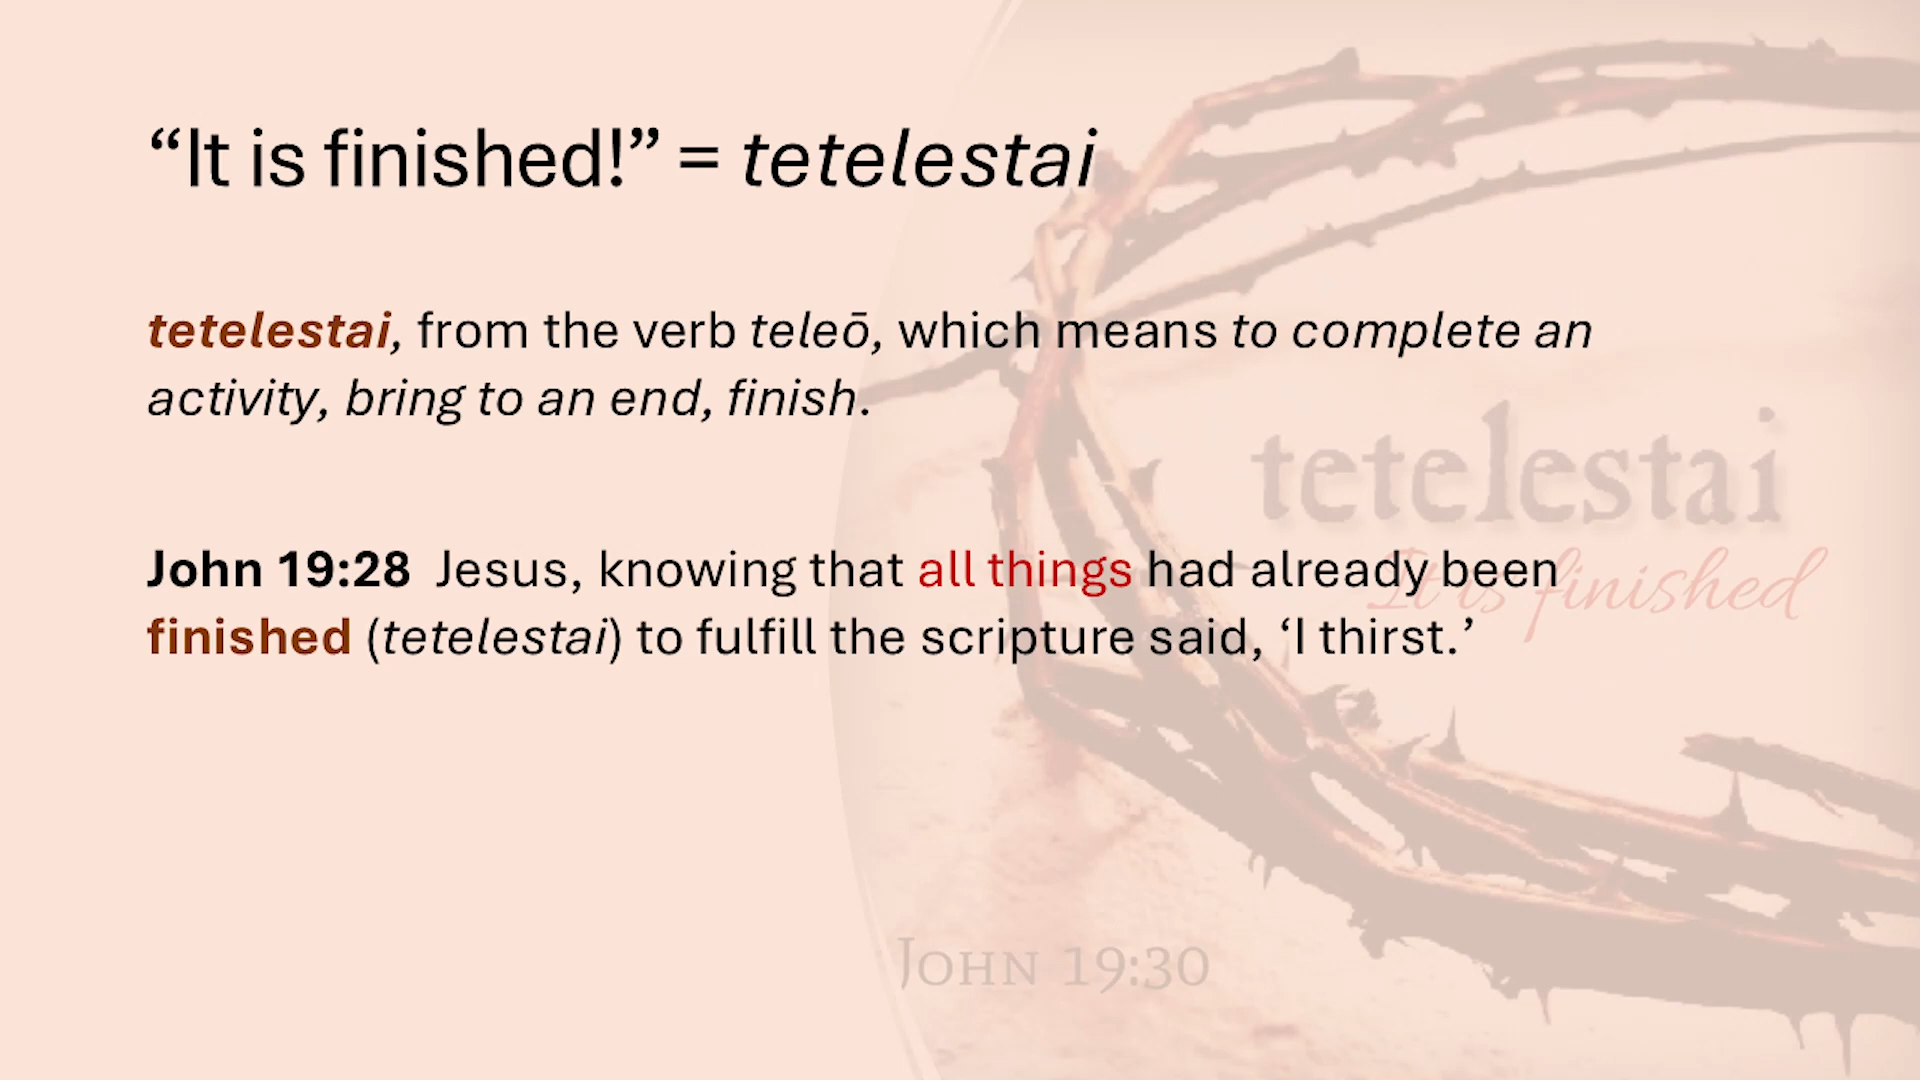 “It is finished!” = tetelestai
tetelestai, from the verb teleō, which means to complete an
activity, bring to an end, finish.
tetelestai
John 19:28 Jesus, knowing that all things had already been
finished (tetelestai) to fulfill the scripture said, ‘I thirst.’
It is finished
John 19:30